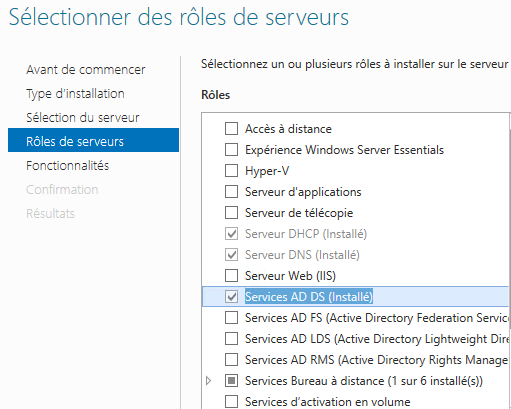 Sélectionner des rôles de serveurs
Avant de commencer
Type d'installation
Sélection du serveur
Rôles de serveurs
Fonctionnalités
Confirmation
Résultats
Sélectionnez un ou plusieurs rôles à installer sur le serveur
Rôles
Accès à distance
Expérience Windows Server Essentials
Hyper-V
Serveur d'applications
Serveur de télécopie
Serveur DHCP (Installé)
Serveur DNS (Installé)
Serveur Web (IIS)
Services AD DS (Installé)
Services AD FS (Active Directory Federation Service
Services AD LDS (Active Directory Lightweight Dire
Services AD RMS (Active Directory Rights Manage
Services Bureau à distance (1 sur 6 installé(s))
Services d'activation en volume